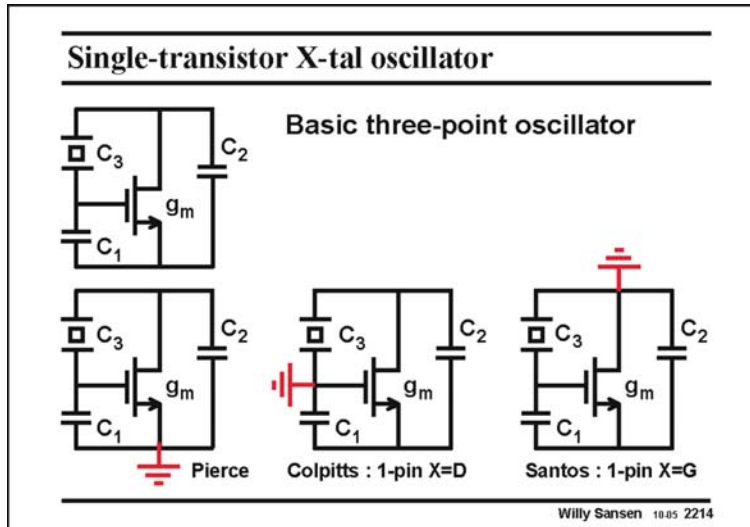 Single-transistor X-tal oscillator
Basic three-point oscillator
C3
C2
gm
C1
C3
C2
gm
C1
Pierce
C3
C2
gm
C1
Colpitts : 1-pin X=D
C3
C2
gm
C1
Santos : 1-pin X=G
Willy Sansen 10-05 2214